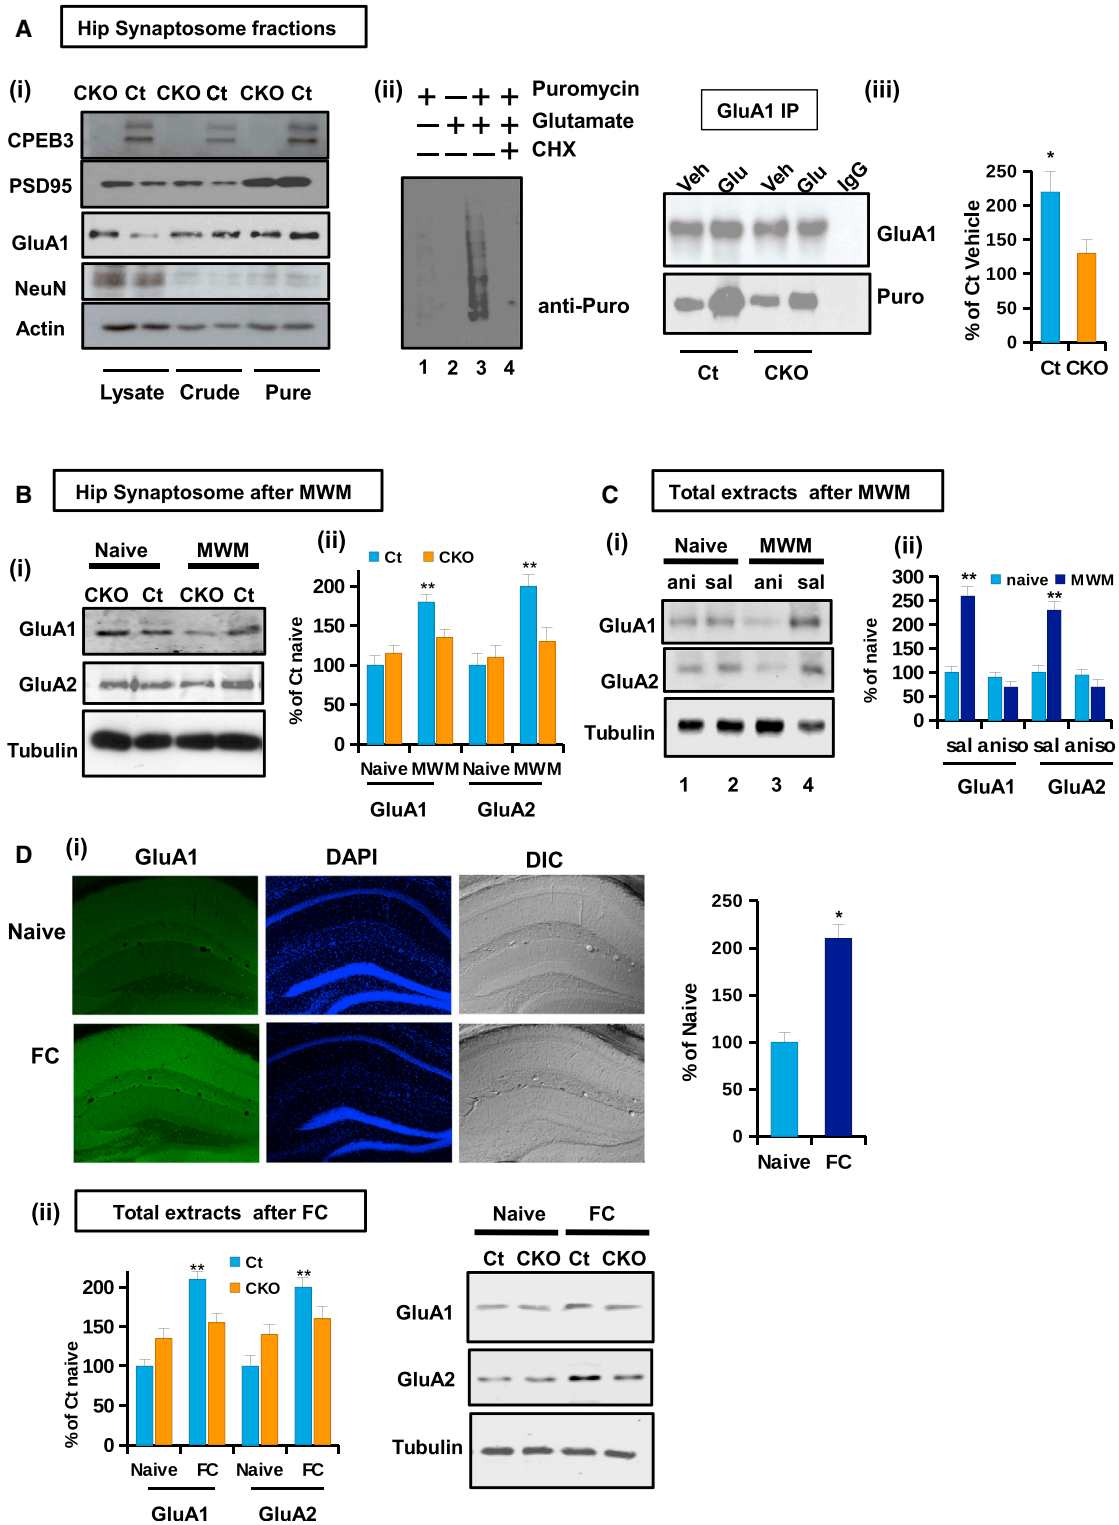 A Hip Synaptosome fractions
(i) CKO Ct CKO Ct CKO Ct
CPEB3
PSD95
GluA1
NeuN
Actin
Lysate Crude Pure
(ii) + — + + Puromycin
— + + + Glutamate
— — — + CHX
anti-Puro
1 2 3 4
GluA1 IP
Veh Glu Veh Glu IgG
GluA1
Puro
Ct CKO
(iii)
% of Ct Vehicle
250
200
150
100
50
0
*
Ct CKO
B Hip Synaptosome after MWM
(i) Naive MWM
CKO Ct CKO Ct
GluA1
GluA2
Tubulin
(ii) Ct CKO
% of Ct naive
200
150
100
50
0
** **
Naive MWM Naive MWM
GluA1 GluA2
C Total extracts after MWM
(i) Naive MWM
ani sal ani sal
GluA1
GluA2
Tubulin
1 2 3 4
(ii)
naive MWM
% of naive
300
250
200
150
100
50
0
** **
sal aniso sal aniso
GluA1 GluA2
D (i) GluA1 DAPI DIC
Naive
FC
% of Naive
250
200
150
100
50
0
*
Naive FC
(ii) Total extracts after FC
Ct
CKO
% of Ct naive
200
150
100
50
0
** **
Naive FC Naive FC
GluA1 GluA2
Naive FC
Ct CKO Ct CKO
GluA1
GluA2
Tubulin